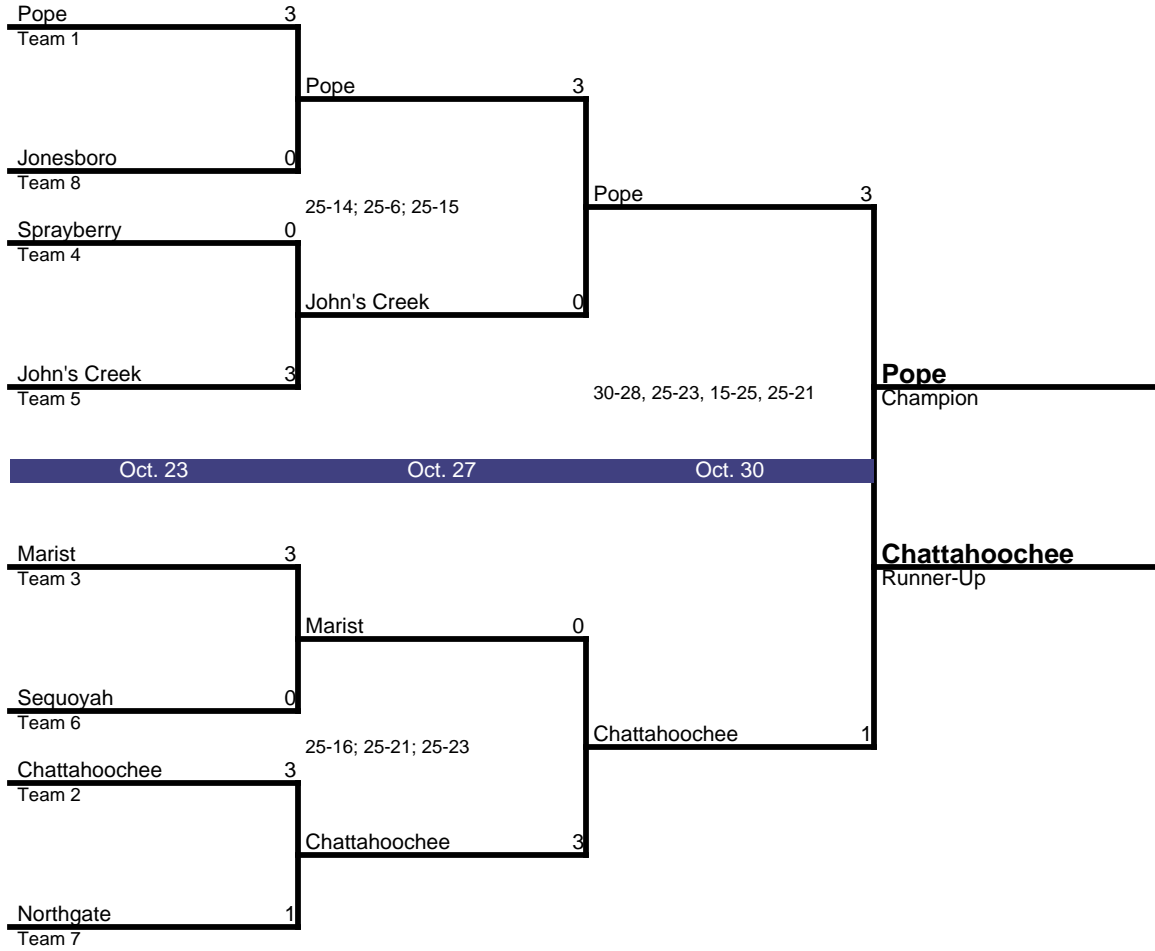 Pope 3
Team 1
Pope 3
Jonesboro 0
Team 8
25-14; 25-6; 25-15
Pope 3
Sprayberry 0
Team 4
John's Creek 0
John's Creek 3
Team 5
30-28, 25-23, 15-25, 25-21
Pope
Champion
Oct. 23 Oct. 27 Oct. 30
Marist 3
Team 3
Chattahoochee
Runner-Up
Marist 0
Sequoyah 0
Team 6
25-16; 25-21; 25-23
Chattahoochee 1
Chattahoochee 3
Team 2
Chattahoochee 3
Northgate 1
Team 7